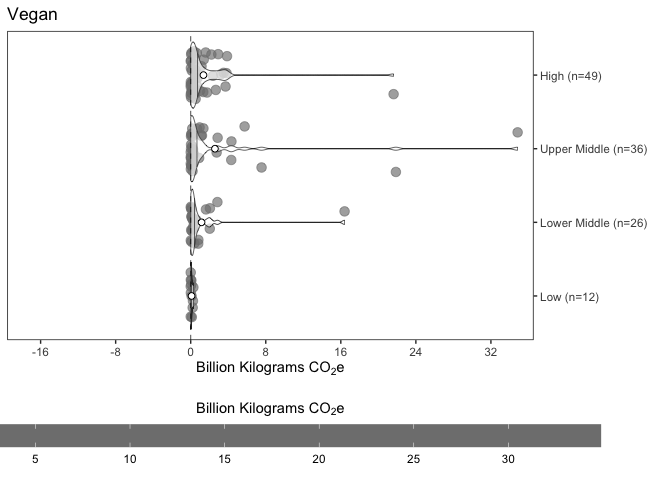 Vegan
High (n=49)
Upper Middle (n=36)
Lower Middle (n=26)
Low (n=12)
-16 -8 0 8 16 24 32
Billion Kilograms CO₂e
Billion Kilograms CO₂e
5 10 15 20 25 30